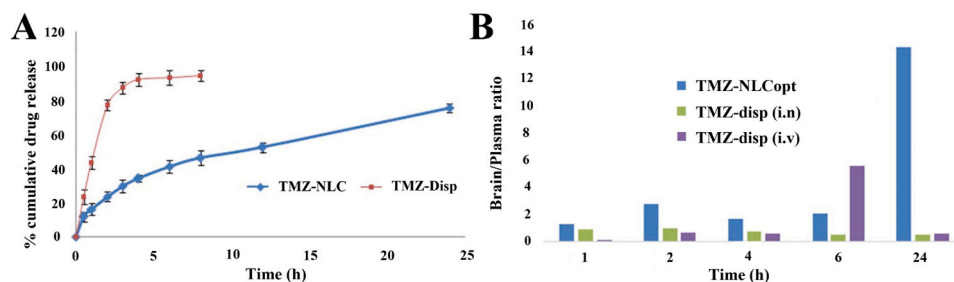 A
% cumulative drug release
120
100
80
60
40
20
0
TMZ-NLC TMZ-Disp
0 5 10 15 20 25
Time (h)
B
Brain/Plasma ratio
16
14
12
10
8
6
4
2
0
TMZ-NLCopt
TMZ-disp (i.n)
TMZ-disp (i.v)
1 2 4 6 24
Time (h)